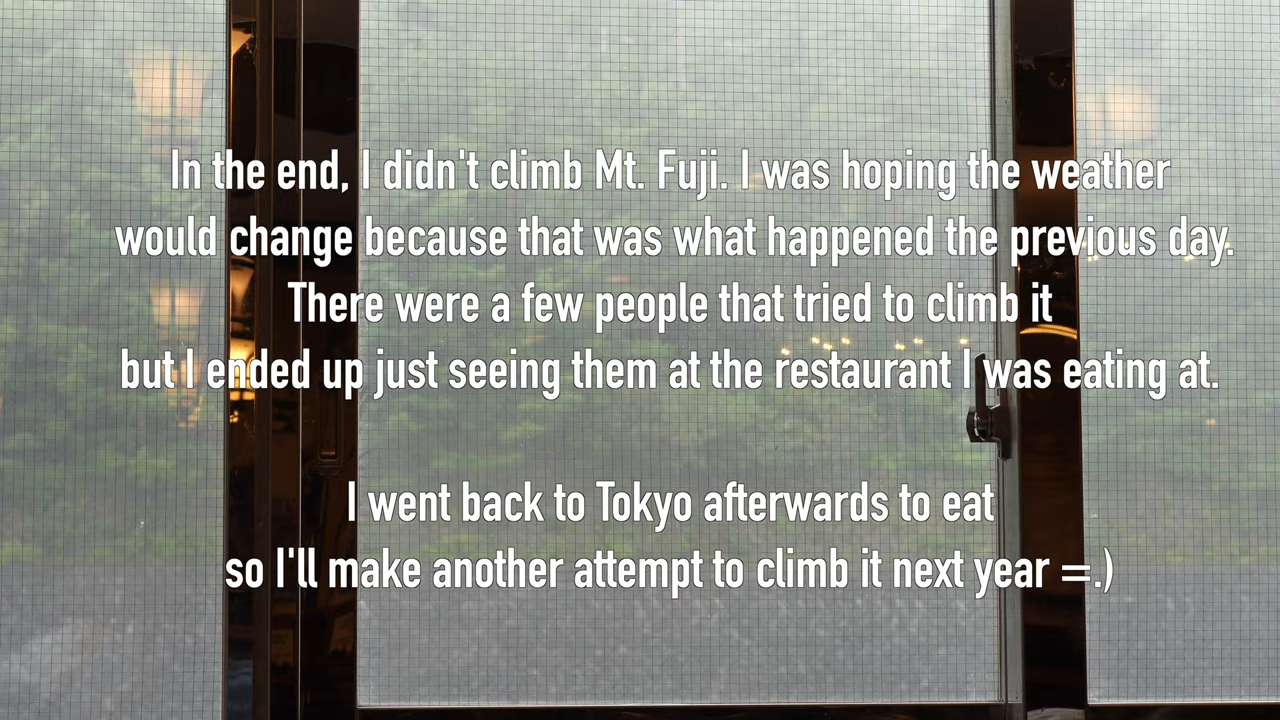 In the end, I didn't climb Mt. Fuji. I was hoping the weather
would change because that was what happened the previous day.
There were a few people that tried to climb it
but I ended up just seeing them at the restaurant I was eating at.
I went back to Tokyo afterwards to eat
so I'll make another attempt to climb it next year =.)